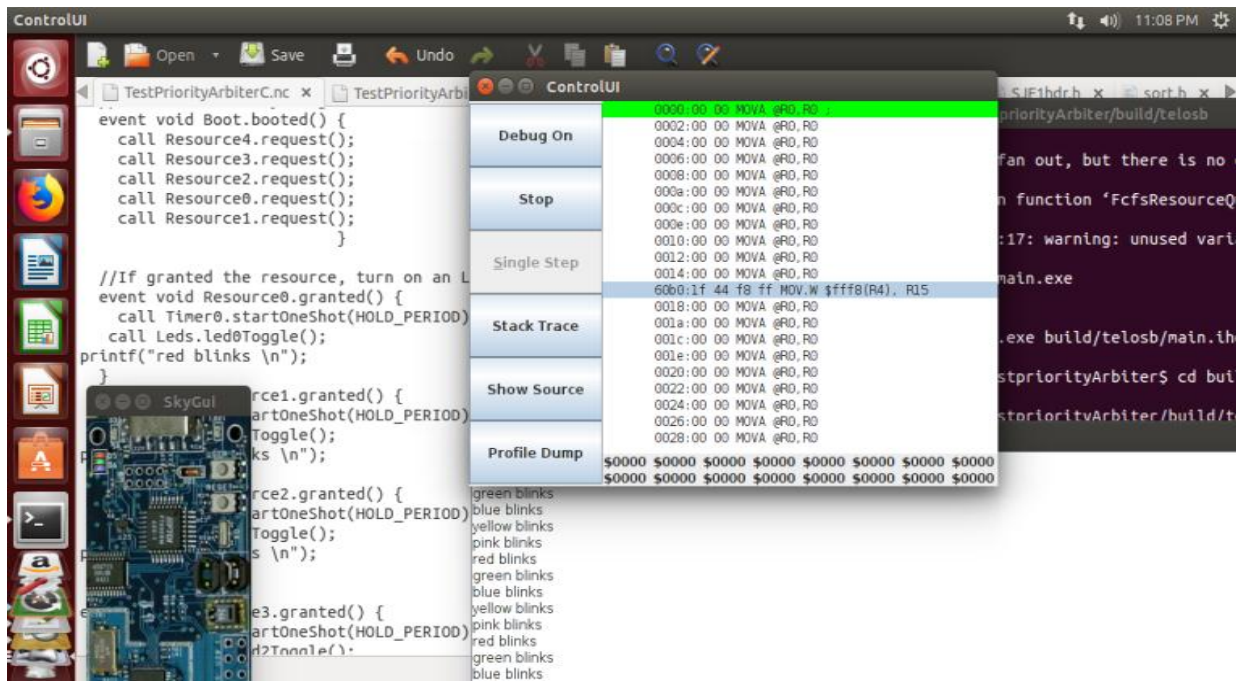 ControlUI
11:08 PM
Open
Save
Undo
TestPriorityArbiterC.nc ×
TestPriorityArbi
SJF1hdr.h × sort.h ×
event void Boot.booted() {
call Resource4.request();
call Resource3.request();
call Resource2.request();
call Resource0.request();
call Resource1.request();
}
//If granted the resource, turn on an L
event void Resource0.granted() {
call Timer0.startOneShot(HOLD_PERIOD)
call Leds.led0Toggle();
printf("red blinks \n");
}
rce1.granted() {
artOneShot(HOLD_PERIOD)
Toggle();
ks \n");
rce2.granted() {
artOneShot(HOLD_PERIOD)
Toggle();
s \n");
e3.granted() {
artOneShot(HOLD_PERIOD)
d2Toggle();
SkyGui
ControlUI
Debug On
Stop
Single Step
Stack Trace
Show Source
Profile Dump
0000:00 00 MOVA @R0,R0 ;
0002:00 00 MOVA @R0,R0
0004:00 00 MOVA @R0,R0
0006:00 00 MOVA @R0,R0
0008:00 00 MOVA @R0,R0
000a:00 00 MOVA @R0,R0
000c:00 00 MOVA @R0,R0
000e:00 00 MOVA @R0,R0
0010:00 00 MOVA @R0,R0
0012:00 00 MOVA @R0,R0
0014:00 00 MOVA @R0,R0
60b0:1f 44 f8 ff MOV.W $fff8(R4), R15
0018:00 00 MOVA @R0,R0
001a:00 00 MOVA @R0,R0
001c:00 00 MOVA @R0,R0
001e:00 00 MOVA @R0,R0
0020:00 00 MOVA @R0,R0
0022:00 00 MOVA @R0,R0
0024:00 00 MOVA @R0,R0
0026:00 00 MOVA @R0,R0
0028:00 00 MOVA @R0,R0
$0000 $0000 $0000 $0000 $0000 $0000 $0000 $0000
$0000 $0000 $0000 $0000 $0000 $0000 $0000 $0000
green blinks
blue blinks
yellow blinks
pink blinks
red blinks
green blinks
blue blinks
yellow blinks
pink blinks
red blinks
green blinks
blue blinks
priorityArbiter/build/telosb
fan out, but there is no
n function ‘FcfsResourceQ
:17: warning: unused vari
main.exe
.exe build/telosb/main.ih
stpriorityArbiter$ cd bui
stpriorityArbiter/build/t